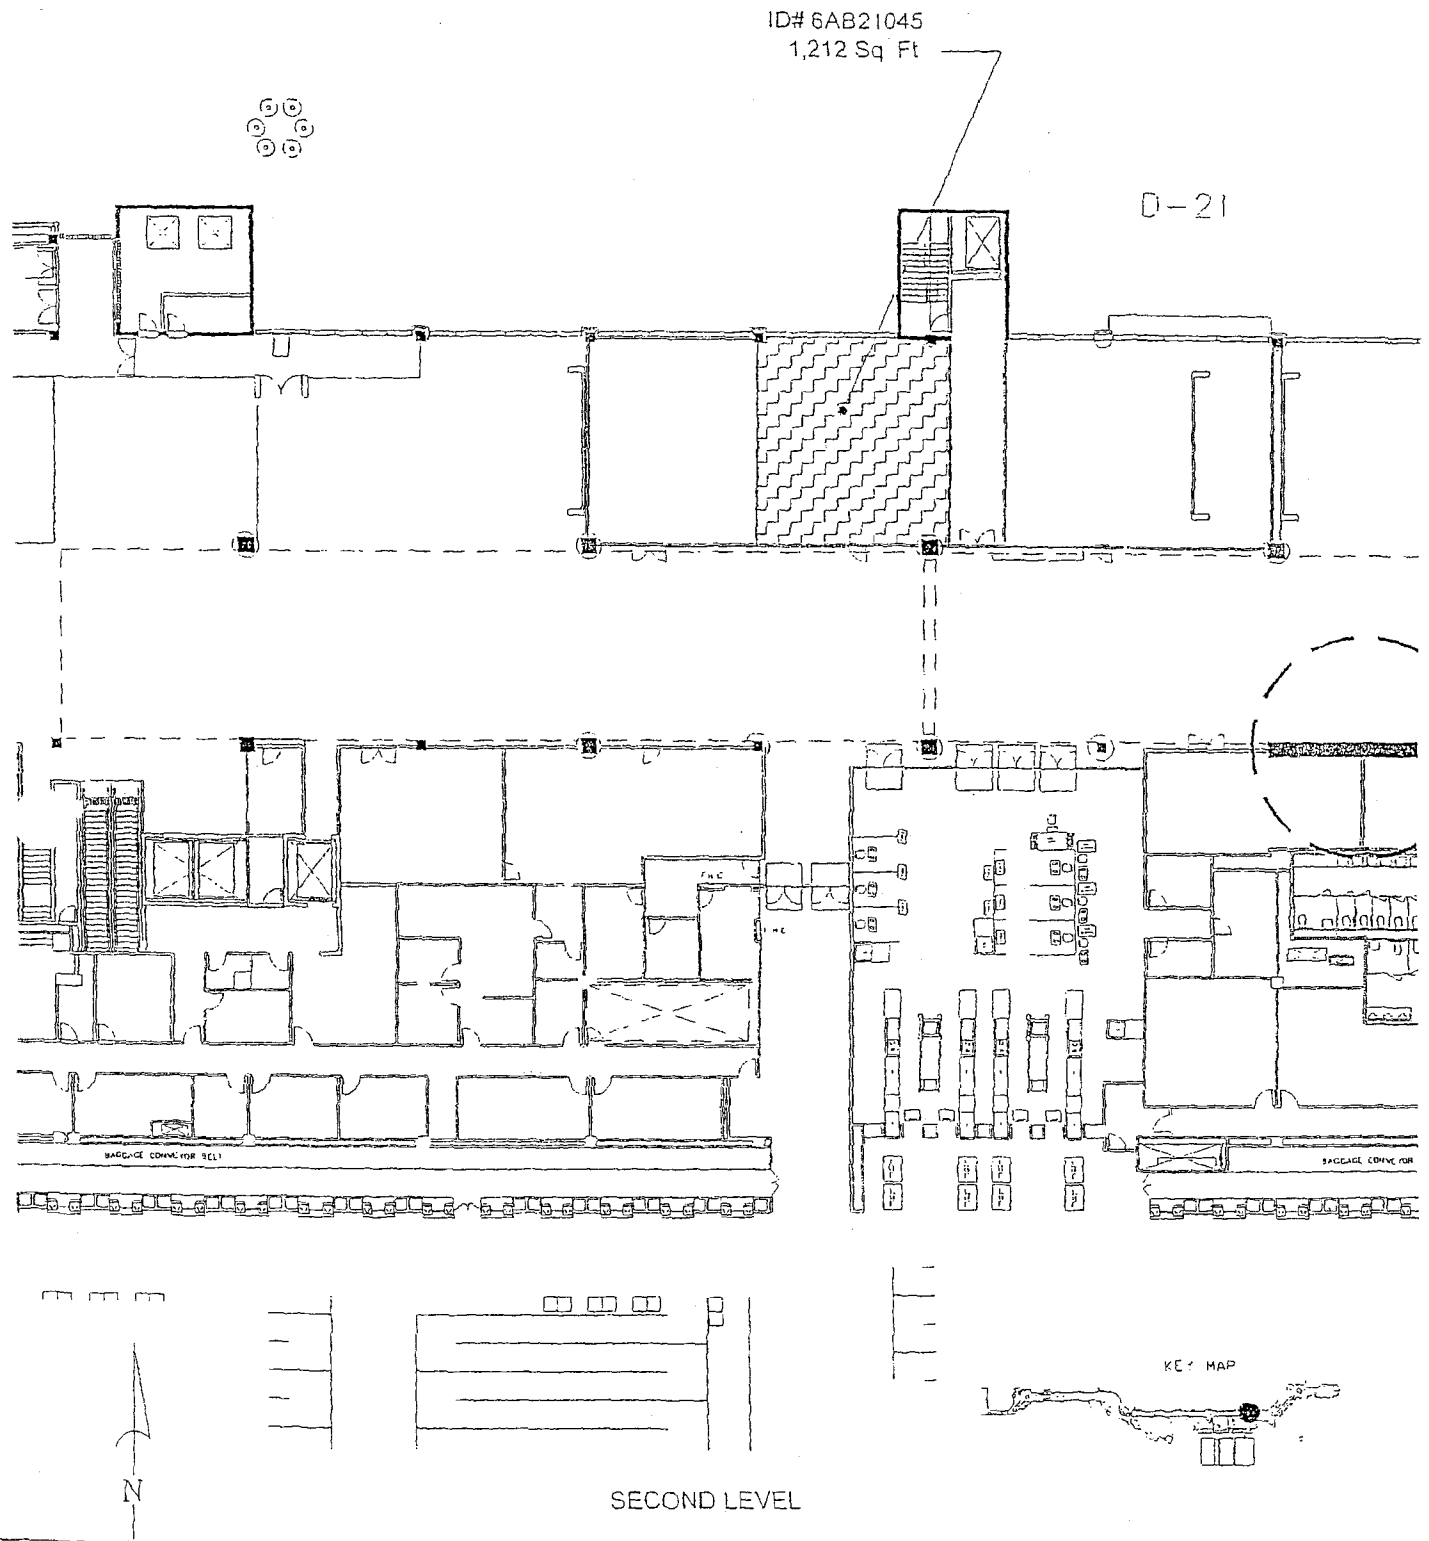 ID# 6AB21045
1,212 Sq Ft
D-21
F H C
H C
BAGGAGE CONVEYOR BELT
BAGGAGE CONVEYOR
KEY MAP
N
SECOND LEVEL